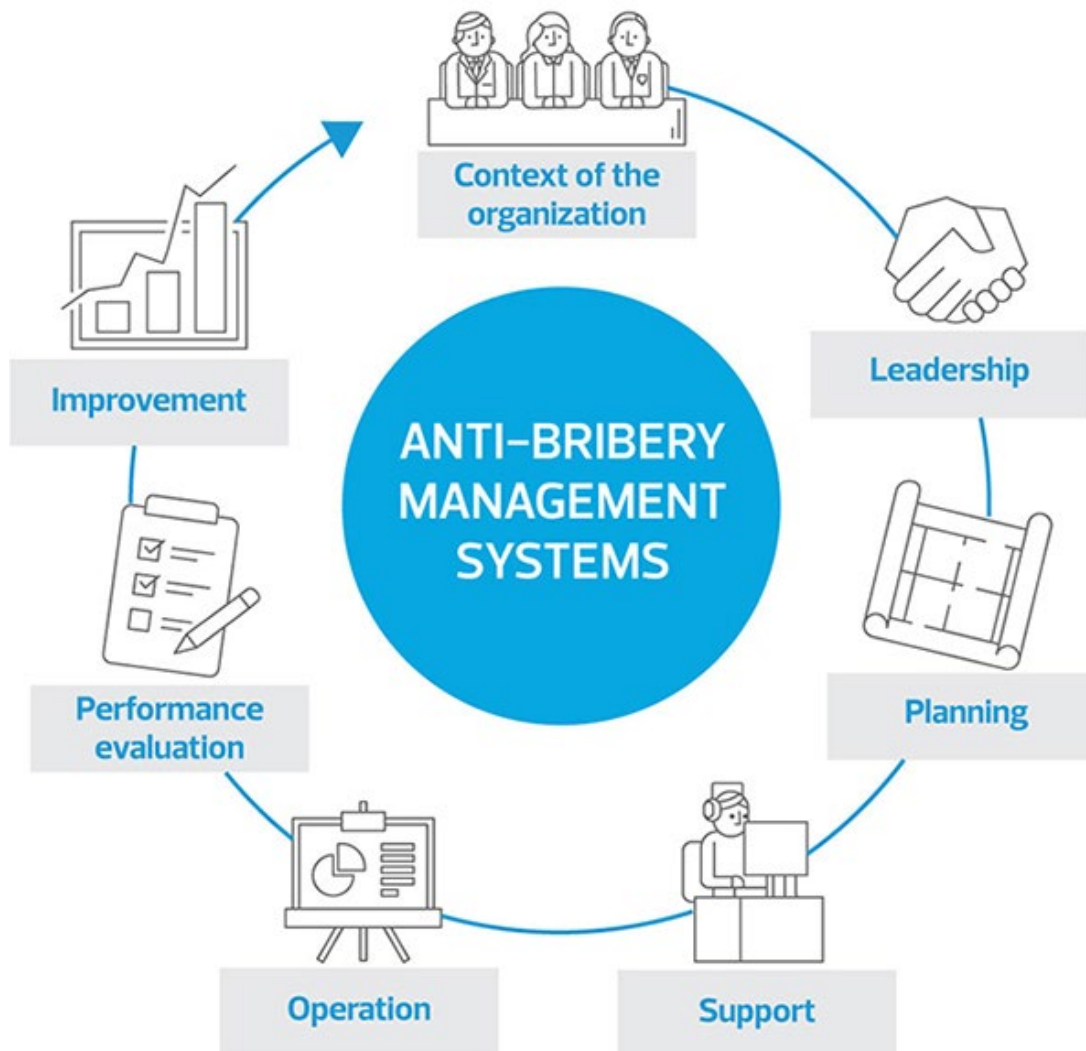 Context of the
organization
Leadership
Planning
Support
Operation
Performance
evaluation
Improvement
ANTI-BRIBERY
MANAGEMENT
SYSTEMS